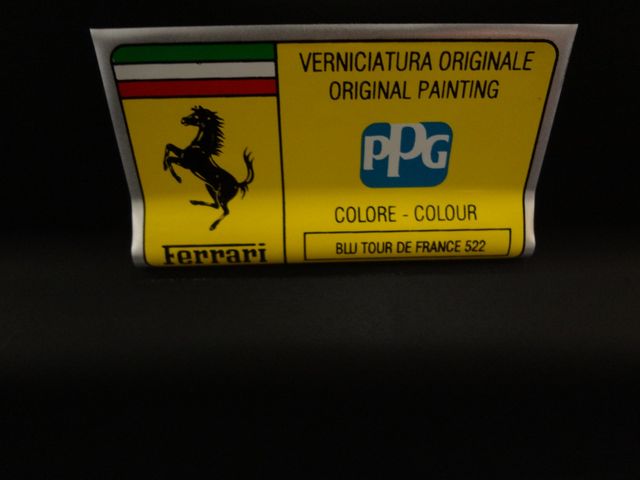 VERNICIATURA ORIGINALE
ORIGINAL PAINTING
PPG
COLORE - COLOUR
BLU TOUR DE FRANCE 522
Ferrari